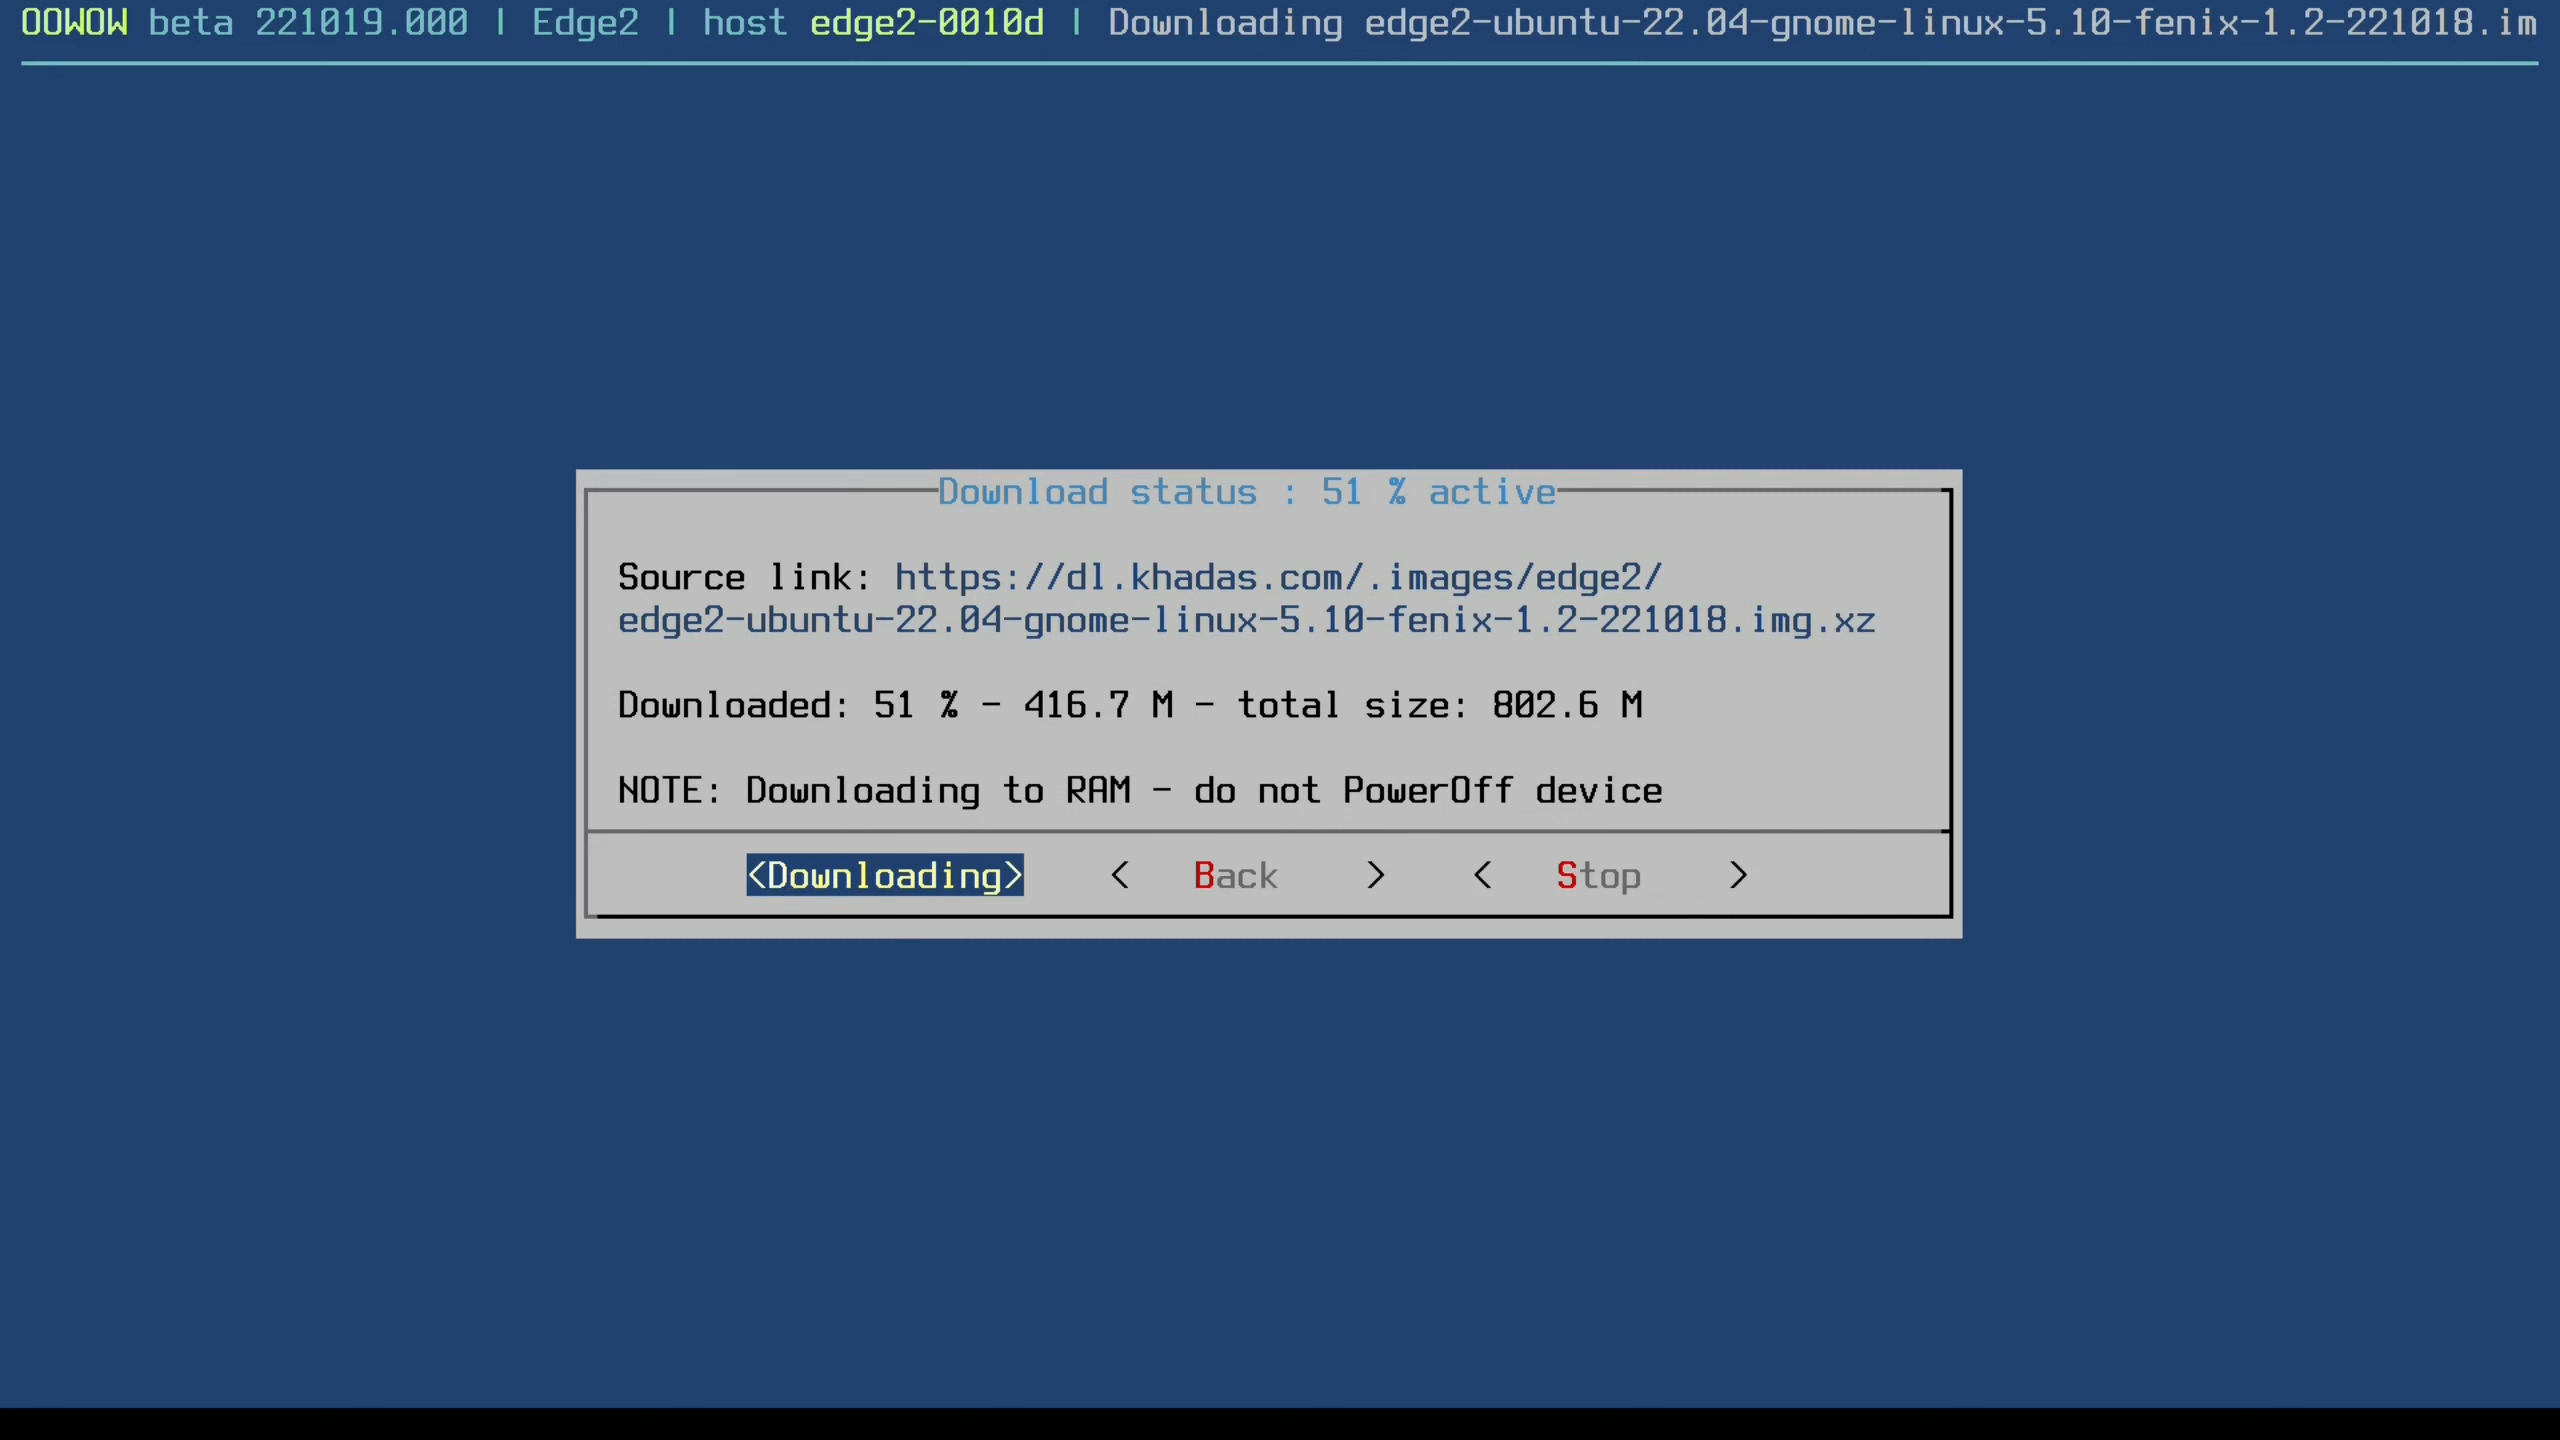 OOWOW beta 221019.000 | Edge2 | host edge2-0010d | Downloading edge2-ubuntu-22.04-gnome-linux-5.10-fenix-1.2-221018.im
Download status : 51 % active
Source link: https://dl.khadas.com/.images/edge2/
edge2-ubuntu-22.04-gnome-linux-5.10-fenix-1.2-221018.img.xz
Downloaded: 51 % - 416.7 M - total size: 802.6 M
NOTE: Downloading to RAM - do not PowerOff device
<Downloading> < Back > < Stop >